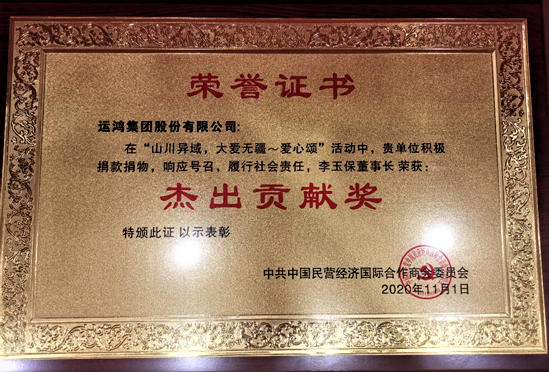 荣誉证书
运鸿集团股份有限公司:
在“山川异域，大爱无疆～爱心颂”活动中，贵单位积极
捐款捐物，响应号召，履行社会责任，李玉保董事长 荣获：
杰出贡献奖
特颁此证 以示表彰
中共中国民营经济国际合作商会委员会
2020年11月1日